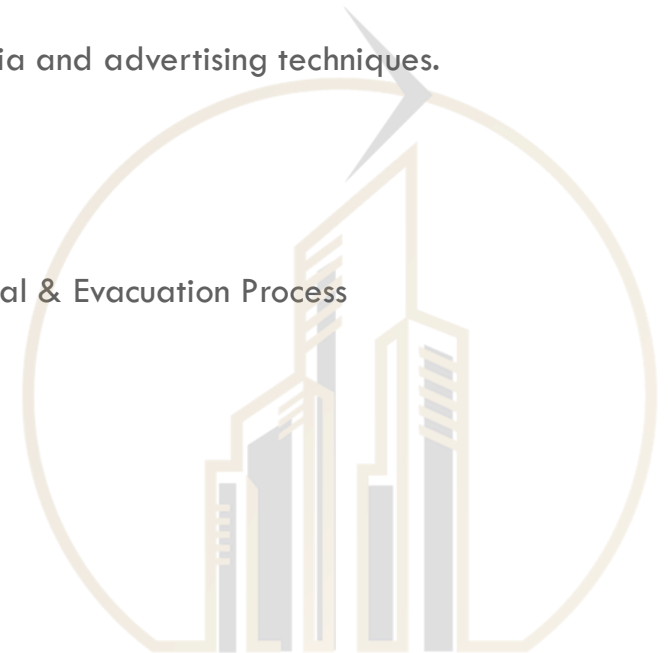 ia and advertising techniques.
al & Evacuation Process